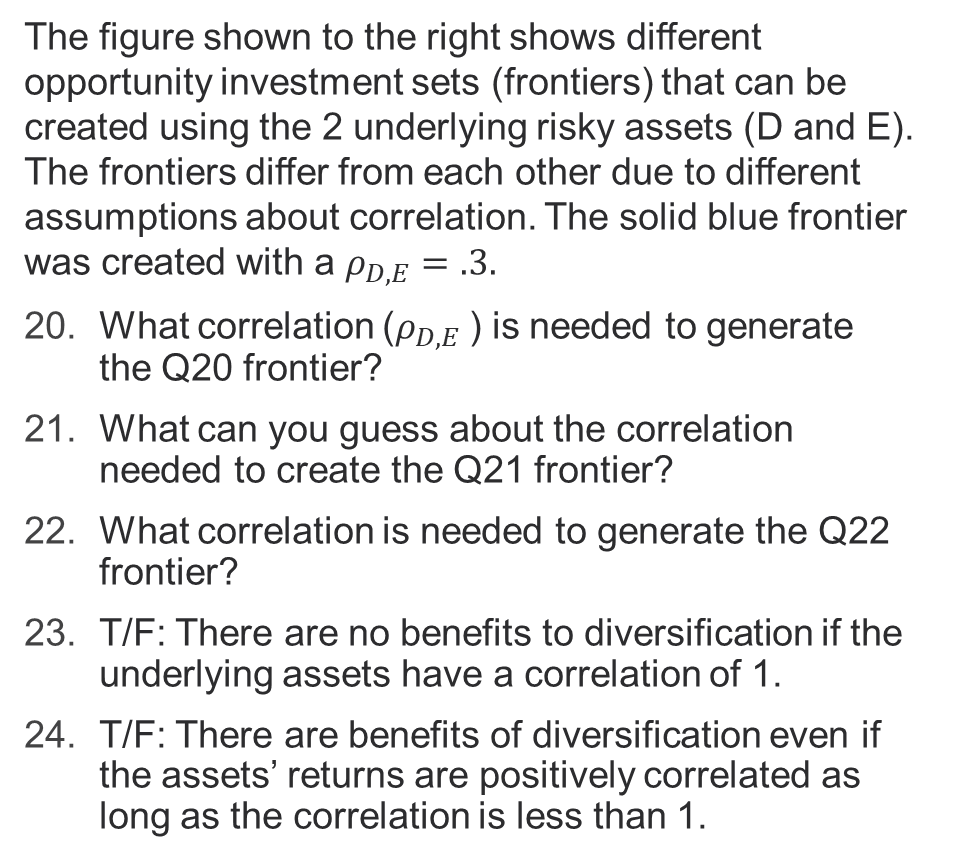 The figure shown to the right shows different
opportunity investment sets (frontiers) that can be
created using the 2 underlying risky assets (D and E).
The frontiers differ from each other due to different
assumptions about correlation. The solid blue frontier
was created with a ρ_{D,E} = .3.
20. What correlation (ρ_{D,E} ) is needed to generate
the Q20 frontier?
21. What can you guess about the correlation
needed to create the Q21 frontier?
22. What correlation is needed to generate the Q22
frontier?
23. T/F: There are no benefits to diversification if the
underlying assets have a correlation of 1.
24. T/F: There are benefits of diversification even if
the assets’ returns are positively correlated as
long as the correlation is less than 1.